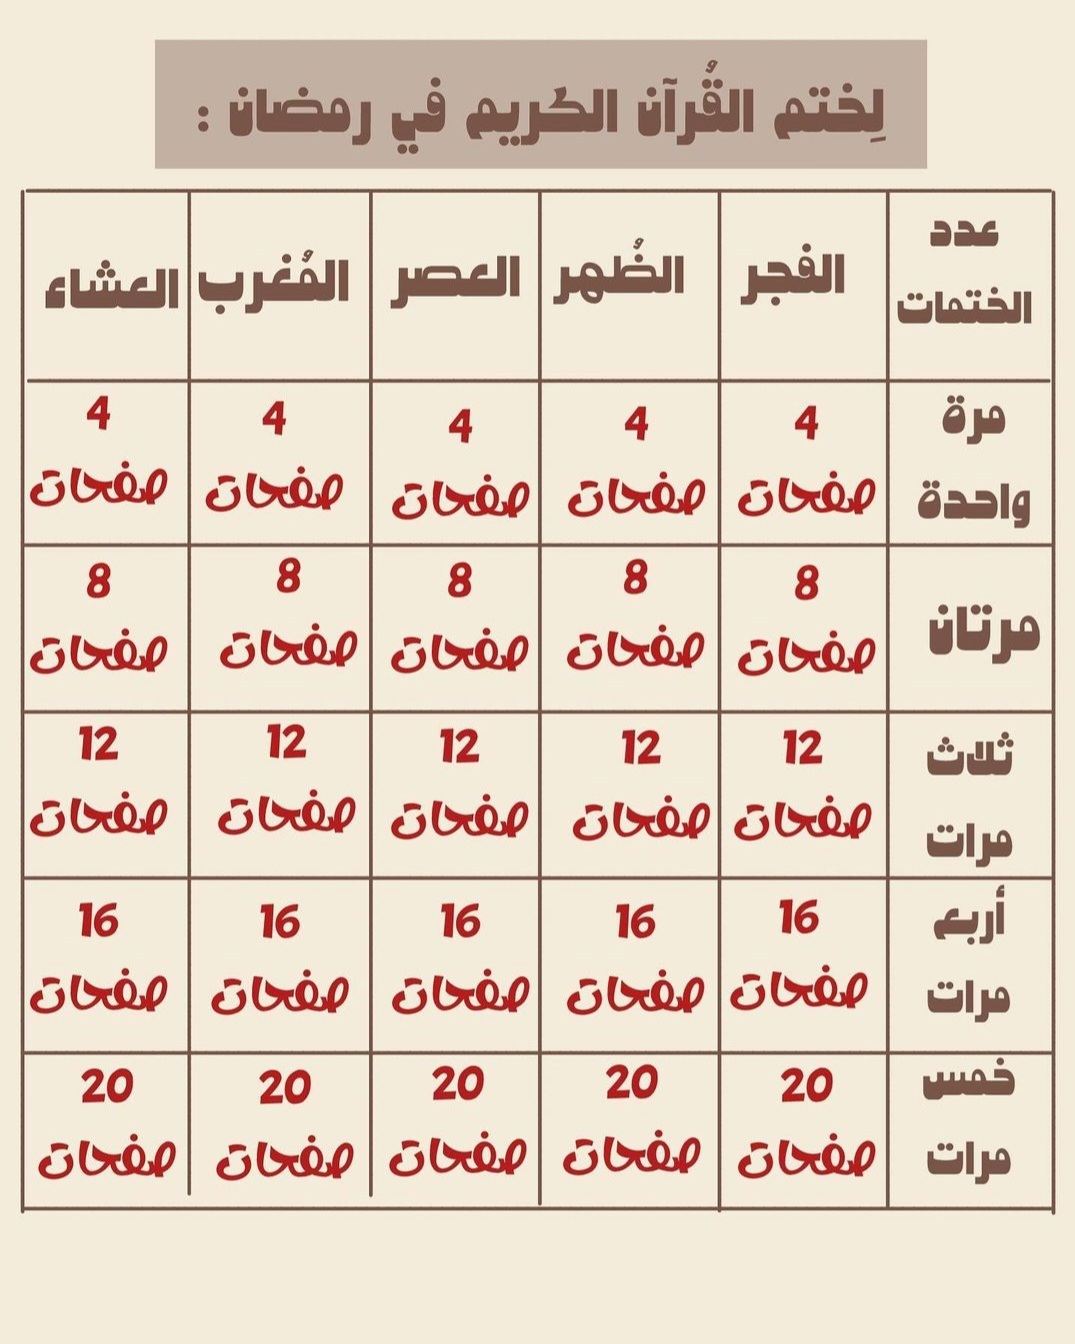 لِختم القُرآن الكريم في رمضان :
عدد
الختمات
الفجر
الظُهر
العصر
المُغرب
العشاء
مرة
واحدة
4
صفحات
4
صفحات
4
صفحات
4
صفحات
4
صفحات
مرتان
8
صفحات
8
صفحات
8
صفحات
8
صفحات
8
صفحات
ثلاث
مرات
12
صفحات
12
صفحات
12
صفحات
12
صفحات
12
صفحات
أربع
مرات
16
صفحات
16
صفحات
16
صفحات
16
صفحات
16
صفحات
خمس
مرات
20
صفحات
20
صفحات
20
صفحات
20
صفحات
20
صفحات